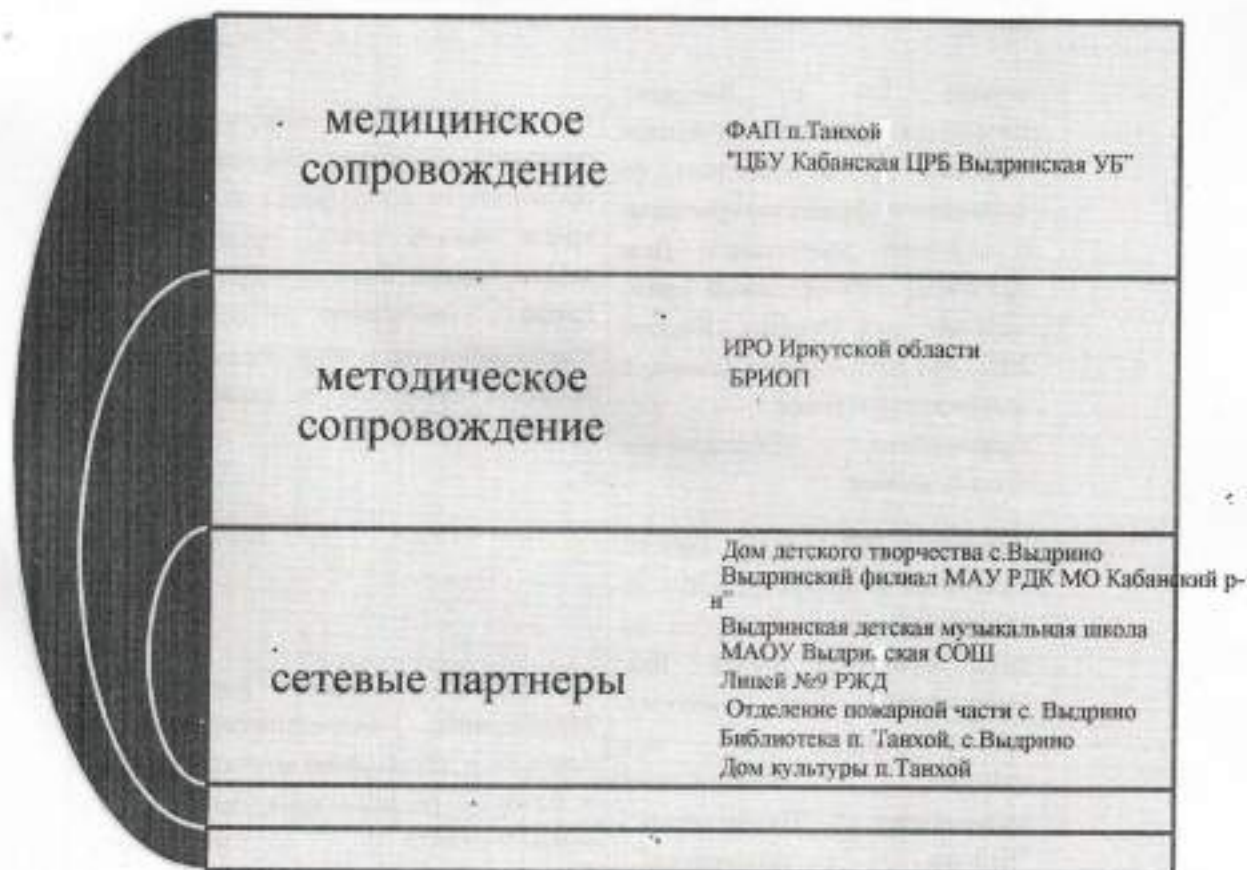 медицинское
сопровождение
ФАП п.Танхой
"ЦБУ Кабанская ЦРБ Выдринская УБ"
методическое
сопровождение
ИРО Иркутской области
БРИОП
сетевые партнеры
Дом детского творчества с.Выдрино
Выдринский филиал МАУ РДК МО Кабанский р-
н"
Выдринская детская музыкальная школа
МАОУ Выдринская СОШ
Лицей №9 РЖД
Отделение пожарной части с. Выдрино
Библиотека п. Танхой, с.Выдрино
Дом культуры п.Танхой